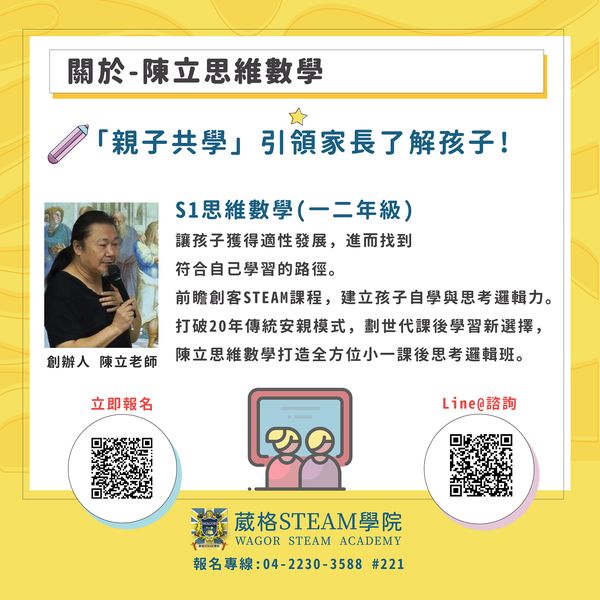 關於-陳立思維數學
「親子共學」引領家長了解孩子!
S1思維數學(一二年級)
讓孩子獲得適性發展，進而找到
符合自己學習的路徑。
前瞻創客STEAM課程，建立孩子自學與思考邏輯力。
打破20年傳統安親模式，劃世代課後學習新選擇，
陳立思維數學打造全方位小一課後思考邏輯班。
創辦人 陳立老師
立即報名
Line@諮詢
WAGOR
葳格STEAM學院
WAGOR STEAM ACADEMY
報名專線:04-2230-3588 #221